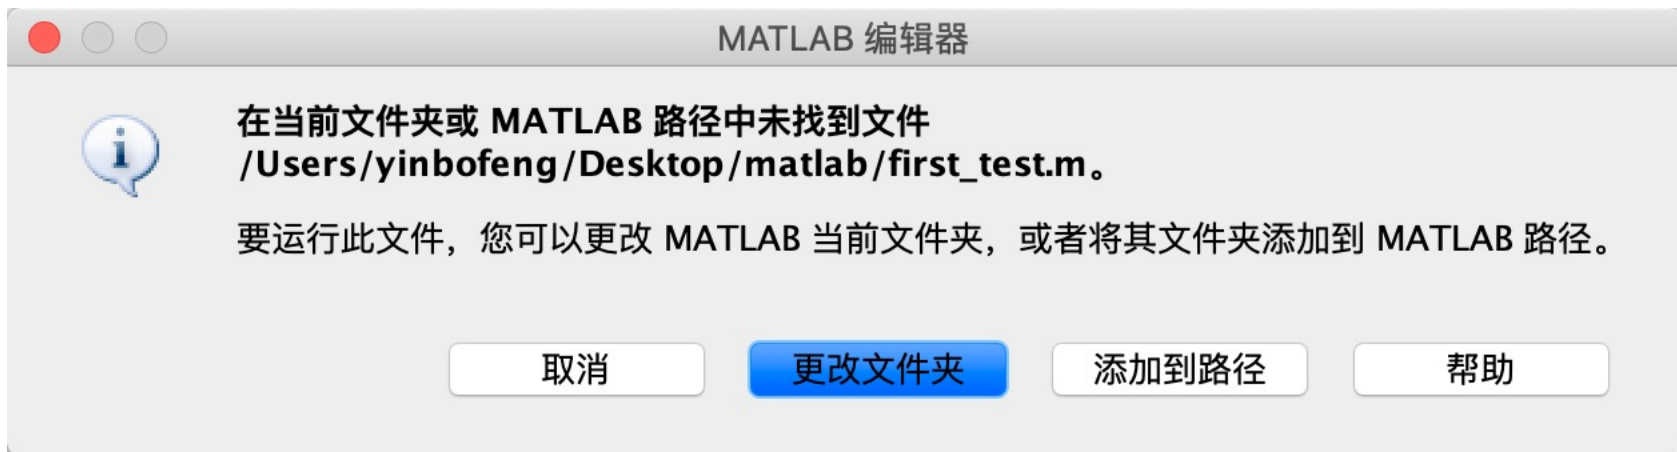 MATLAB 编辑器
在当前文件夹或 MATLAB 路径中未找到文件
/Users/yinbofeng/Desktop/matlab/first_test.m。
要运行此文件，您可以更改 MATLAB 当前文件夹，或者将其文件夹添加到 MATLAB 路径。
取消 更改文件夹 添加到路径 帮助